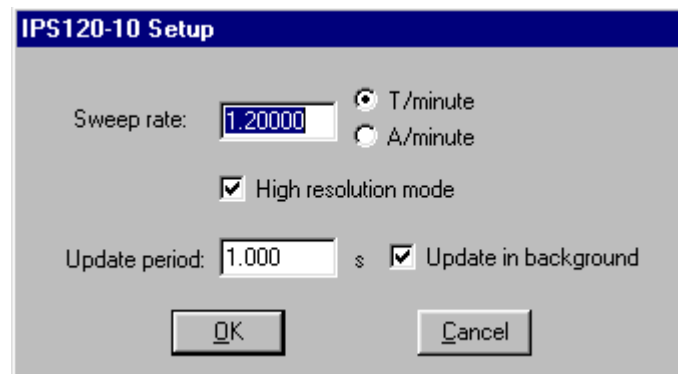 IPS120-10 Setup
Sweep rate: 1.20000 T/minute
A/minute
High resolution mode
Update period: 1.000 s Update in background
OK Cancel